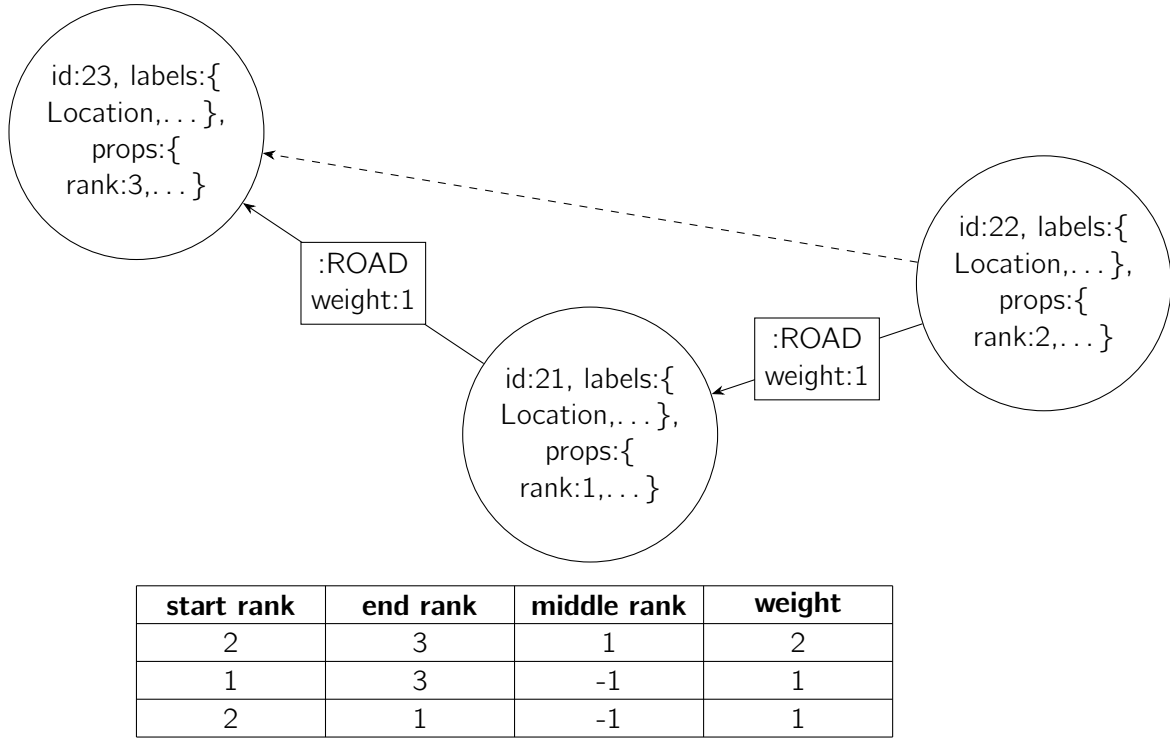 id:23, labels:{
Location,. . . },
props:{
rank:3,. . . }
:ROAD
weight:1
id:22, labels:{
Location,. . . },
props:{
rank:2,. . . }
:ROAD
weight:1
id:21, labels:{
Location,. . . },
props:{
rank:1,. . . }
start rank end rank middle rank weight
2 3 1 2
1 3 -1 1
2 1 -1 1